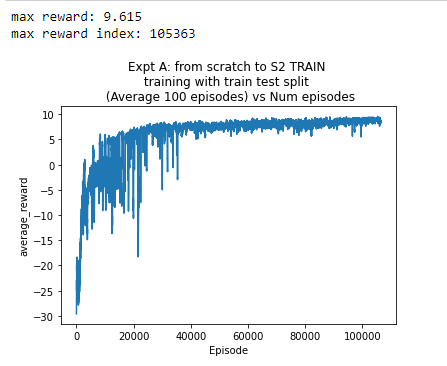 max reward: 9.615
max reward index: 105363
Expt A: from scratch to S2 TRAIN
training with train test split
(Average 100 episodes) vs Num episodes
10
5
0
−5
−10
−15
−20
−25
−30
average_reward
0 20000 40000 60000 80000 100000
Episode